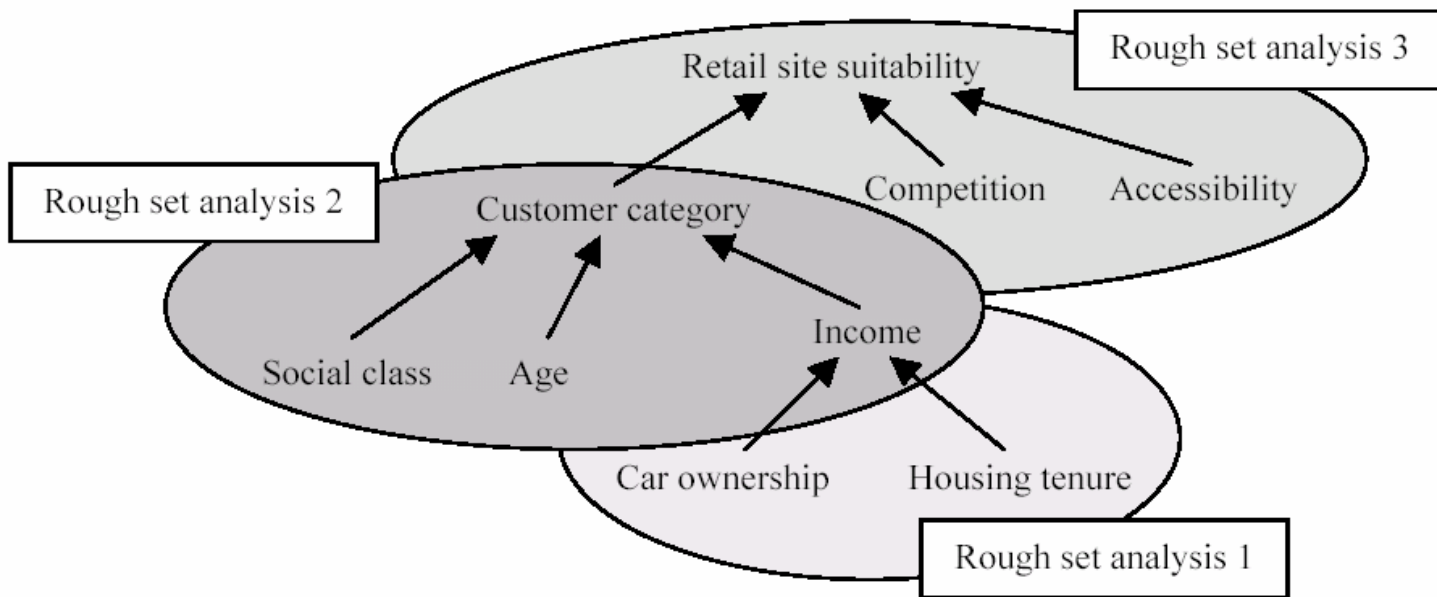 Rough set analysis 3
Retail site suitability
Rough set analysis 2
Competition
Accessibility
Customer category
Income
Social class
Age
Car ownership
Housing tenure
Rough set analysis 1